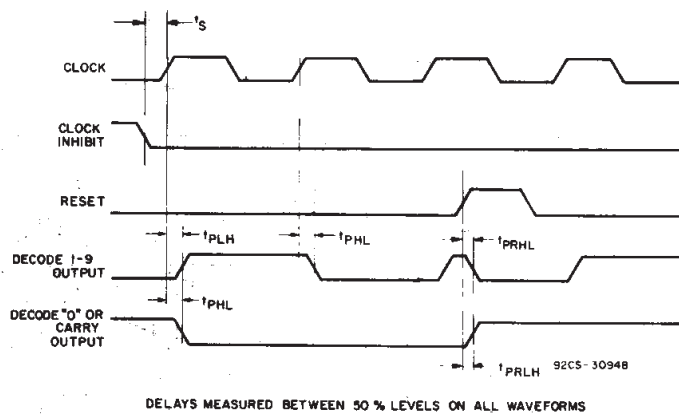 tS
CLOCK
CLOCK
INHIBIT
RESET
tPLH
tPHL
tPRHL
DECODE 1-9
OUTPUT
tPHL
DECODE "0" OR
CARRY
OUTPUT
tPRLH
92CS-30948
DELAYS MEASURED BETWEEN 50 % LEVELS ON ALL WAVEFORMS